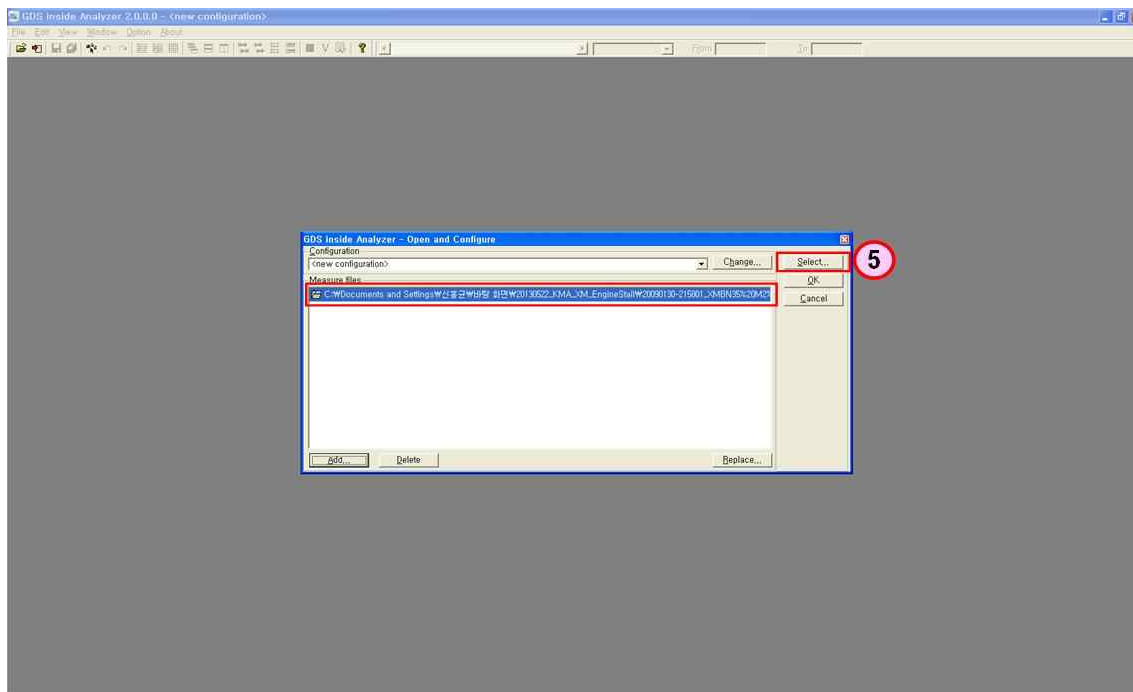 GDS Inside Analyzer 2.0.0.0 - <new configuration>
File Edit View Window Option About
From To
GDS Inside Analyzer - Open and Configure
Configuration
<new configuration>
Change...
Select...
5
Measure files
OK
C:₩Documents and Settings₩신홍균₩바탕 화면₩20130522_KMA_XM_EngineStall₩20090130-215801_XMBN35%20M2%
Cancel
Add...
Delete
Replace...